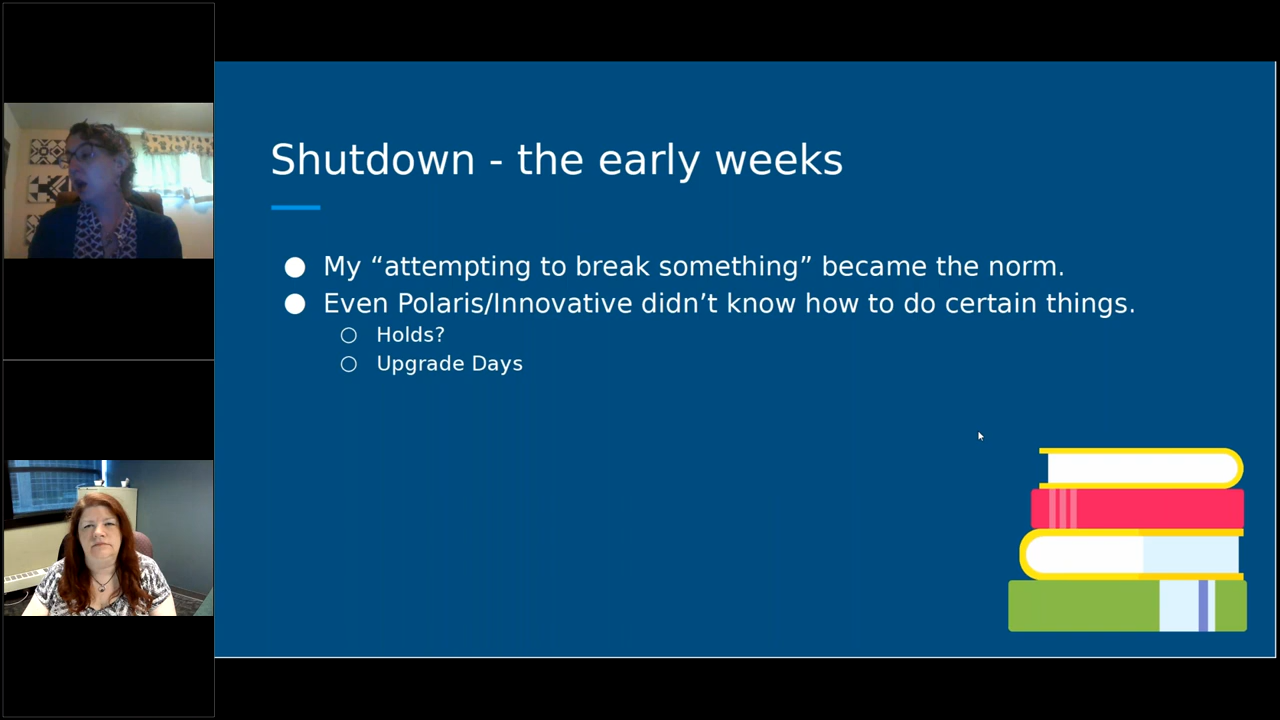 Shutdown - the early weeks
● My “attempting to break something” became the norm.
● Even Polaris/Innovative didn’t know how to do certain things.
○ Holds?
○ Upgrade Days